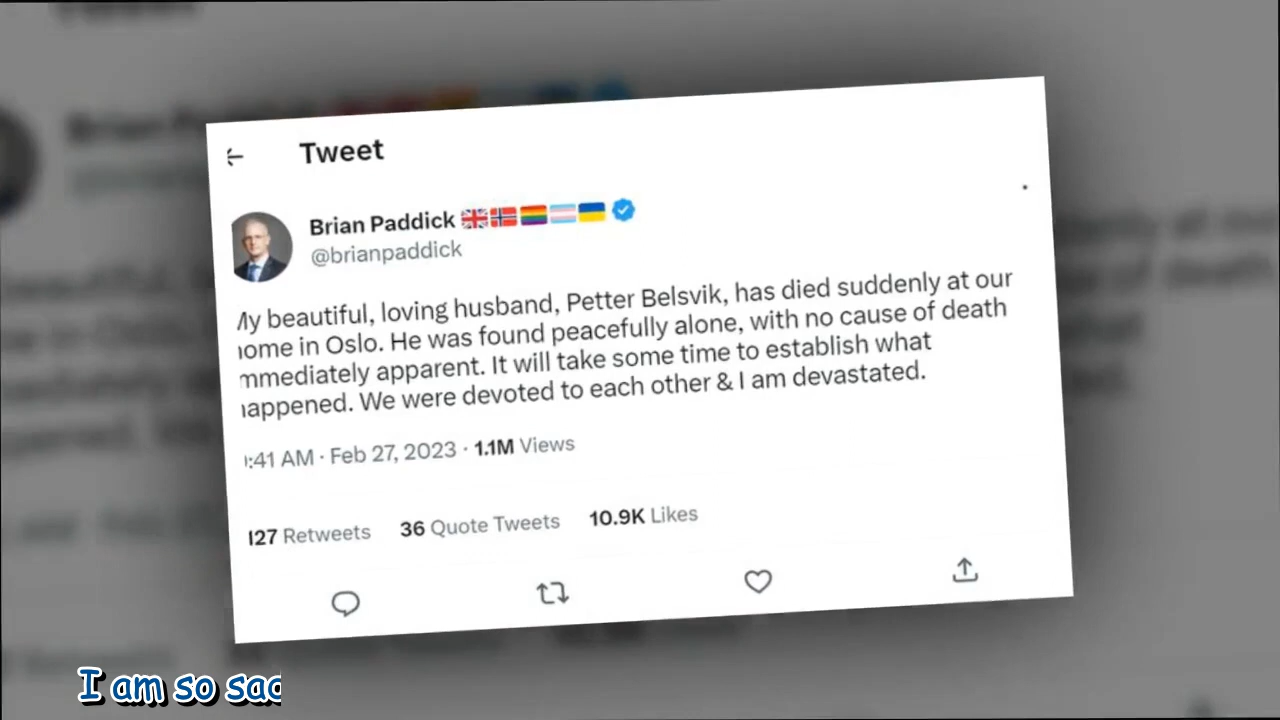 Tweet
Brian Paddick
@brianpaddick
My beautiful, loving husband, Petter Belsvik, has died suddenly at our
ome in Oslo. He was found peacefully alone, with no cause of death
mmediately apparent. It will take some time to establish what
appened. We were devoted to each other & I am devastated.
:41 AM · Feb 27, 2023 · 1.1M Views
127 Retweets 36 Quote Tweets 10.9K Likes
I am so sad